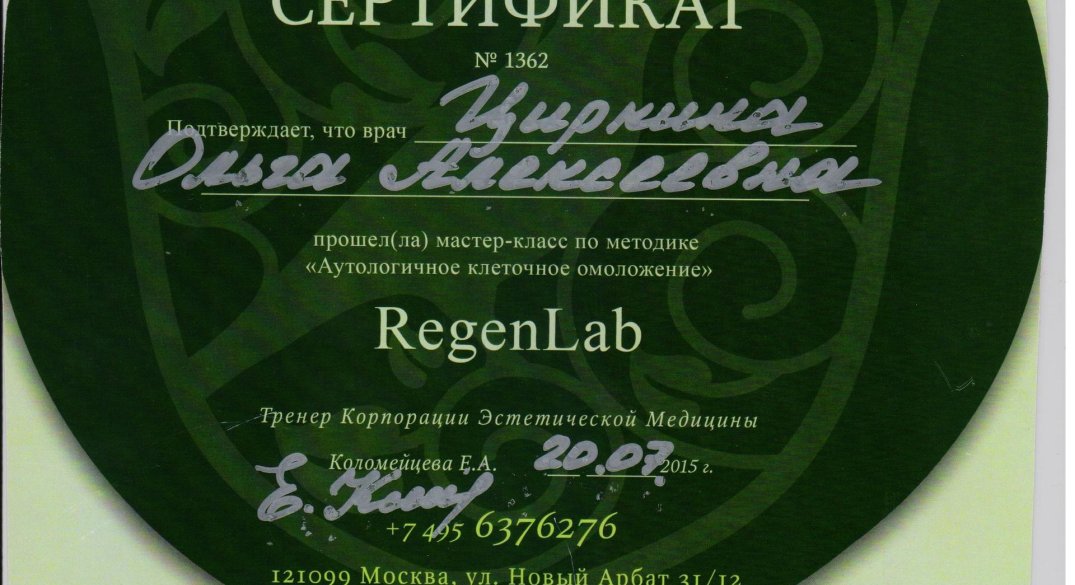 СЕРТИФИКАТ
№ 1362
Подтверждает, что врач Циркина
Ольга Алексеевна
прошел(ла) мастер-класс по методике
«Аутологичное клеточное омоложение»
RegenLab
Тренер Корпорации Эстетической Медицины
Коломейцева Е.А. 20.07 2015 г.
+7 495 6376276
121099 Москва, ул. Новый Арбат 31/12